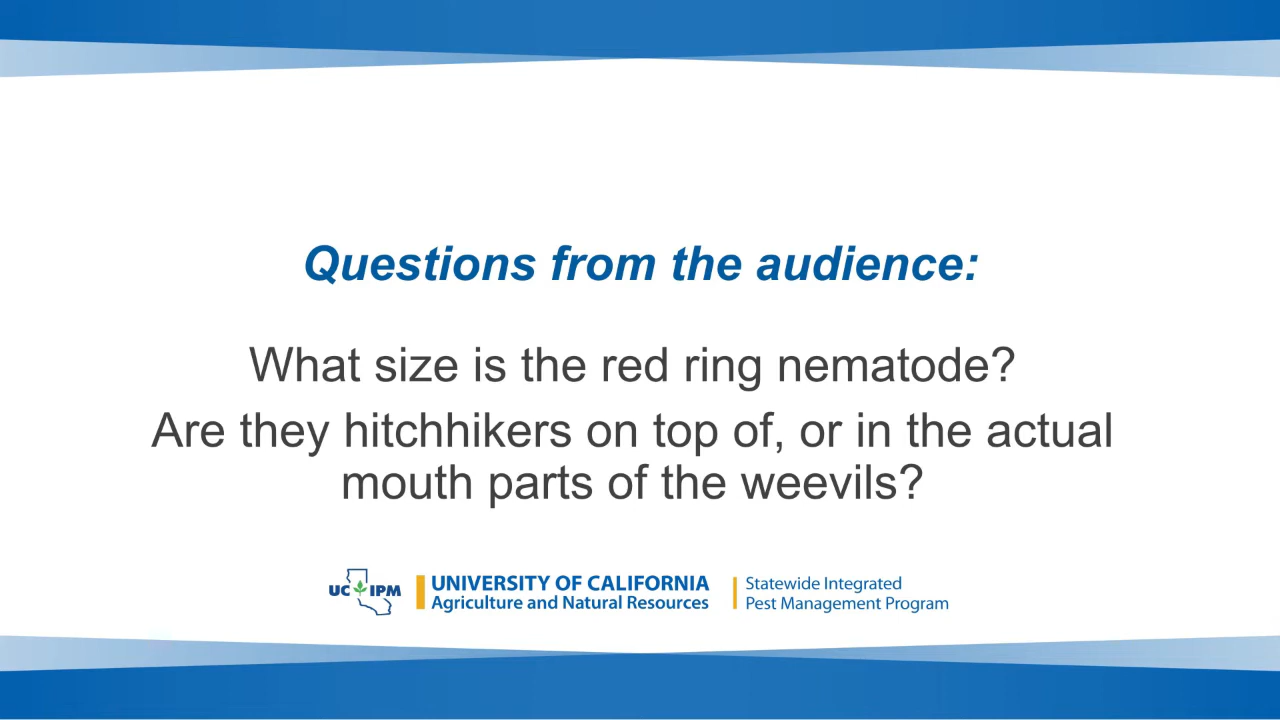 Questions from the audience:
What size is the red ring nematode?
Are they hitchhikers on top of, or in the actual
mouth parts of the weevils?
UC IPM
UNIVERSITY OF CALIFORNIA
Agriculture and Natural Resources
Statewide Integrated
Pest Management Program